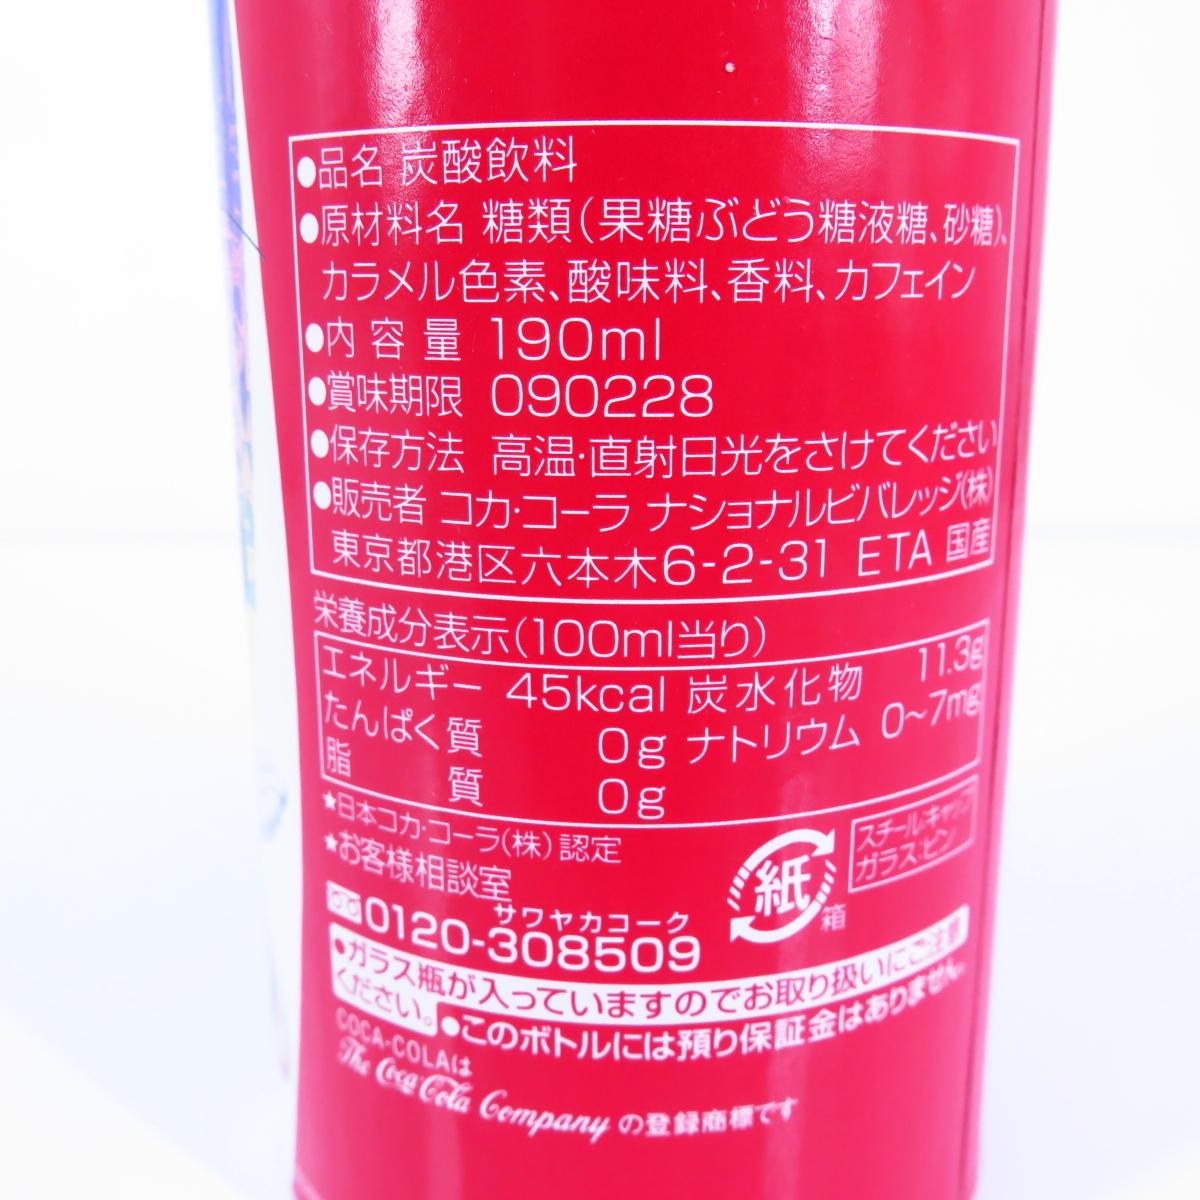 ●品名 炭酸飲料
●原材料名 糖類(果糖ぶどう糖液糖、砂糖)、
カラメル色素、酸味料、香料、カフェイン
●内容量 190ml
●賞味期限 090228
●保存方法 高温・直射日光をさけてください
●販売者 コカ・コーラ ナショナルビバレッジ(株)
東京都港区六本木6-2-31 ETA 国産
栄養成分表示(100ml当り)
エネルギー 45kcal 炭水化物 11.3g
たんぱく質 0g ナトリウム 0〜7mg
脂質 0g
★日本コカ・コーラ(株)認定
★お客様相談室
サワヤカコーク
0120-308509
紙
箱
スチール:キャップ
ガラス:ビン
●ガラス瓶が入っていますのでお取り扱いにご注意
ください。●このボトルには預り保証金はありません。
COCA-COLAは
The Coca-Cola Company の登録商標です